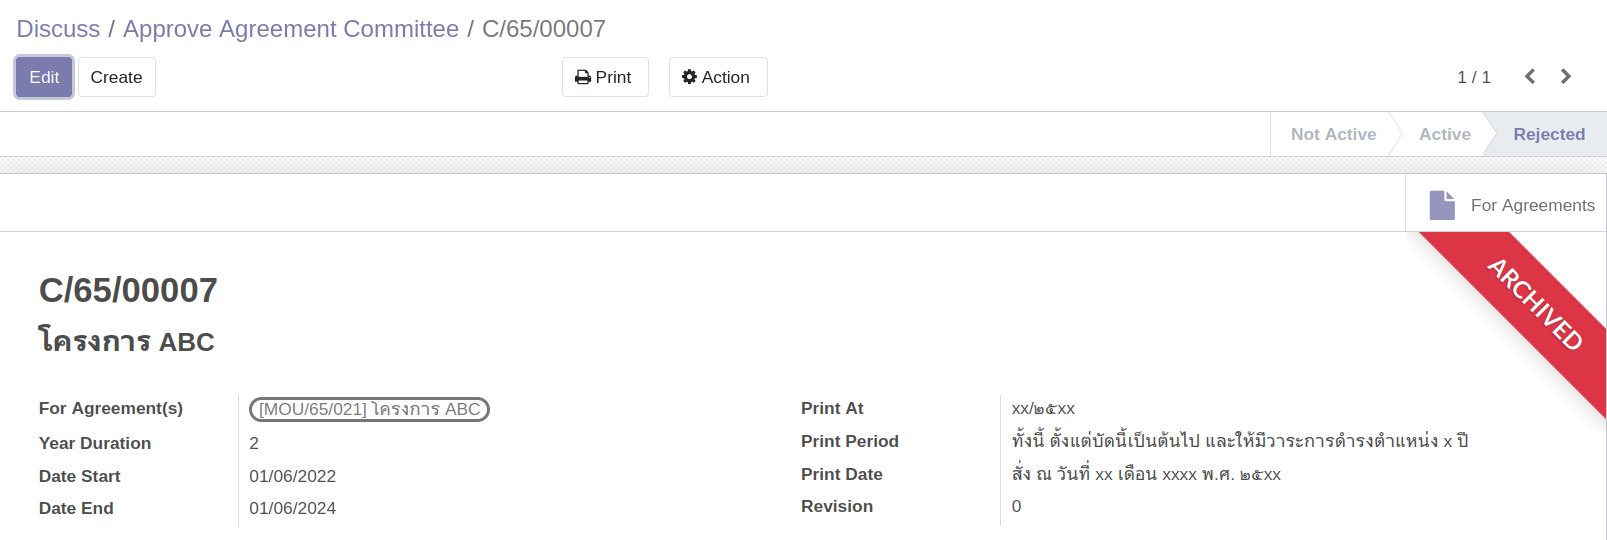 Discuss / Approve Agreement Committee / C/65/00007
Edit Create Print Action 1 / 1
Not Active Active Rejected
For Agreements
ARCHIVED
C/65/00007
โครงการ ABC
For Agreement(s) [MOU/65/021] โครงการ ABC
Year Duration 2
Date Start 01/06/2022
Date End 01/06/2024
Print At xx/๒๕xx
Print Period ทั้งนี้ ตั้งแต่บัดนี้เป็นต้นไป และให้มีวาระการดำรงตำแหน่ง x ปี
Print Date สั่ง ณ วันที่ xx เดือน xxxx พ.ศ. ๒๕xx
Revision 0